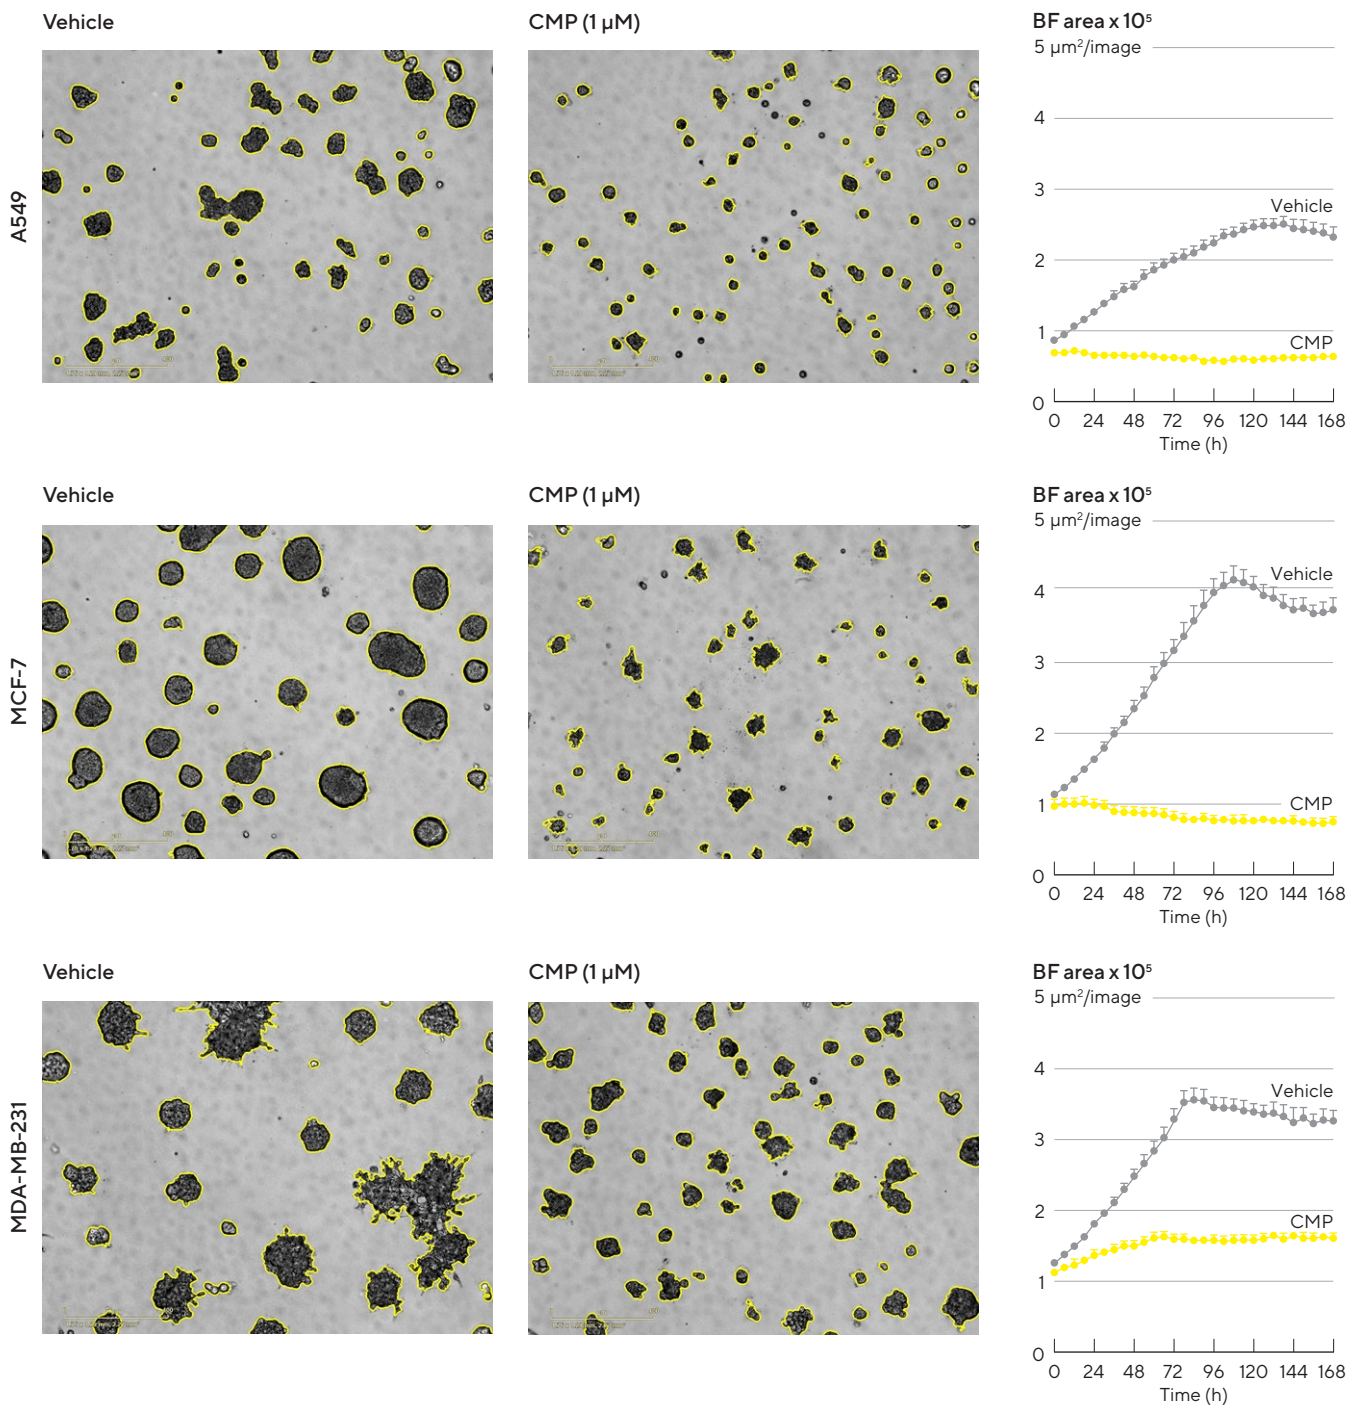 Vehicle
CMP (1 µM)
BF area x 10⁵
5 µm²/image
4
3
Vehicle
2
1
CMP
0
0 24 48 72 96 120 144 168
Time (h)
A549
Vehicle
CMP (1 µM)
BF area x 10⁵
5 µm²/image
4
Vehicle
3
2
1
CMP
0
0 24 48 72 96 120 144 168
Time (h)
MCF-7
Vehicle
CMP (1 µM)
BF area x 10⁵
5 µm²/image
4
Vehicle
3
2
CMP
1
0
0 24 48 72 96 120 144 168
Time (h)
MDA-MB-231